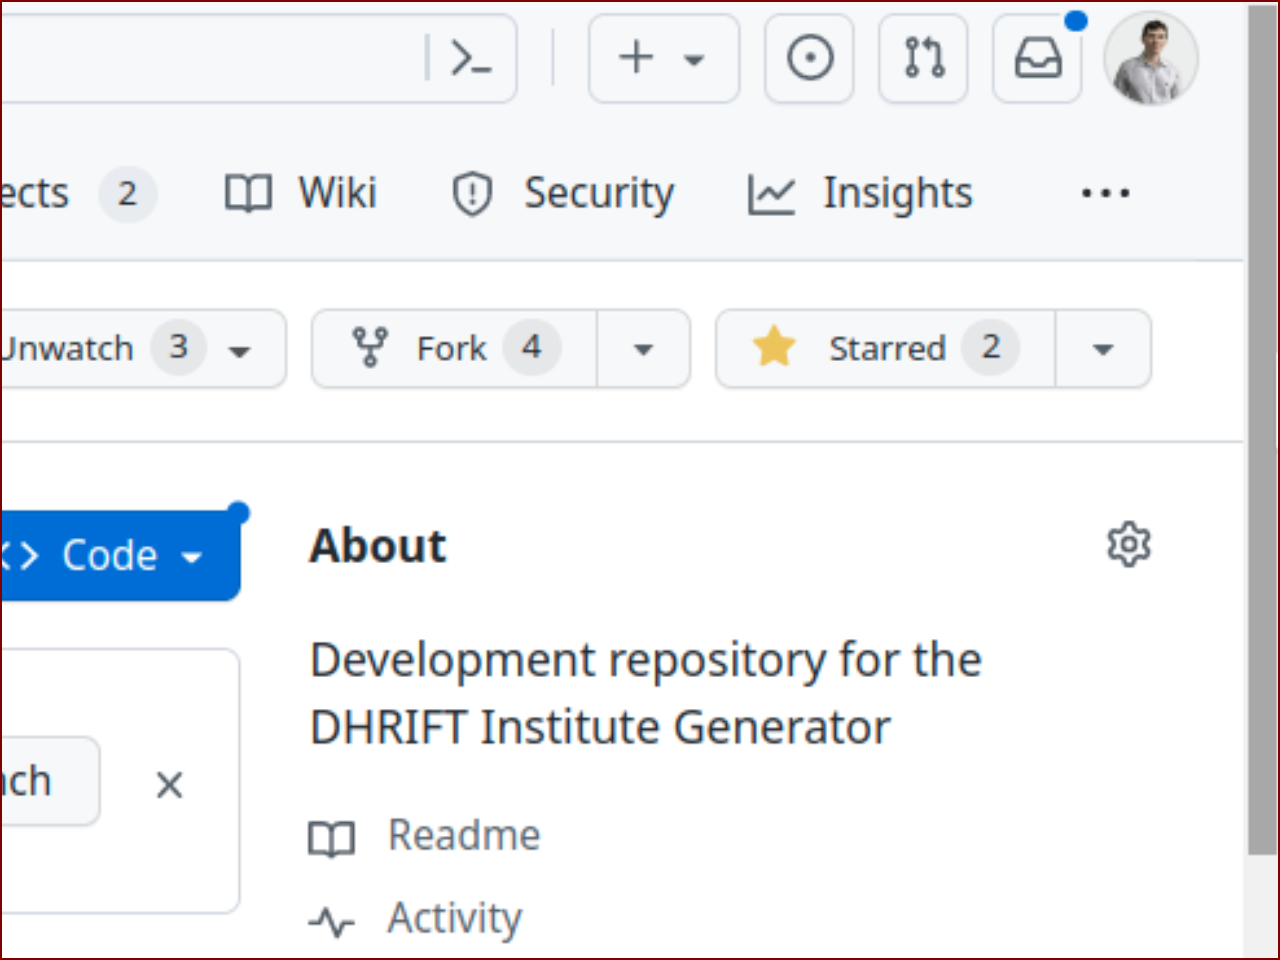 ects 2 Wiki Security Insights ...
Unwatch 3 Fork 4 Starred 2
Code
About
Development repository for the
DHRIFT Institute Generator
nch
Readme
Activity